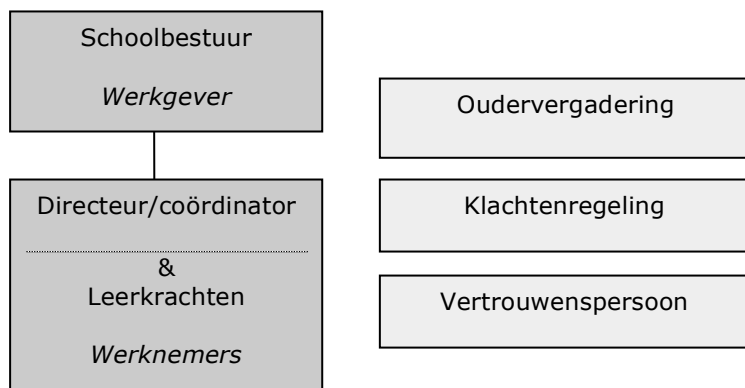 Schoolbestuur
Werkgever
Directeur/coördinator
&
Leerkrachten
Werknemers
Oudervergadering
Klachtenregeling
Vertrouwenspersoon